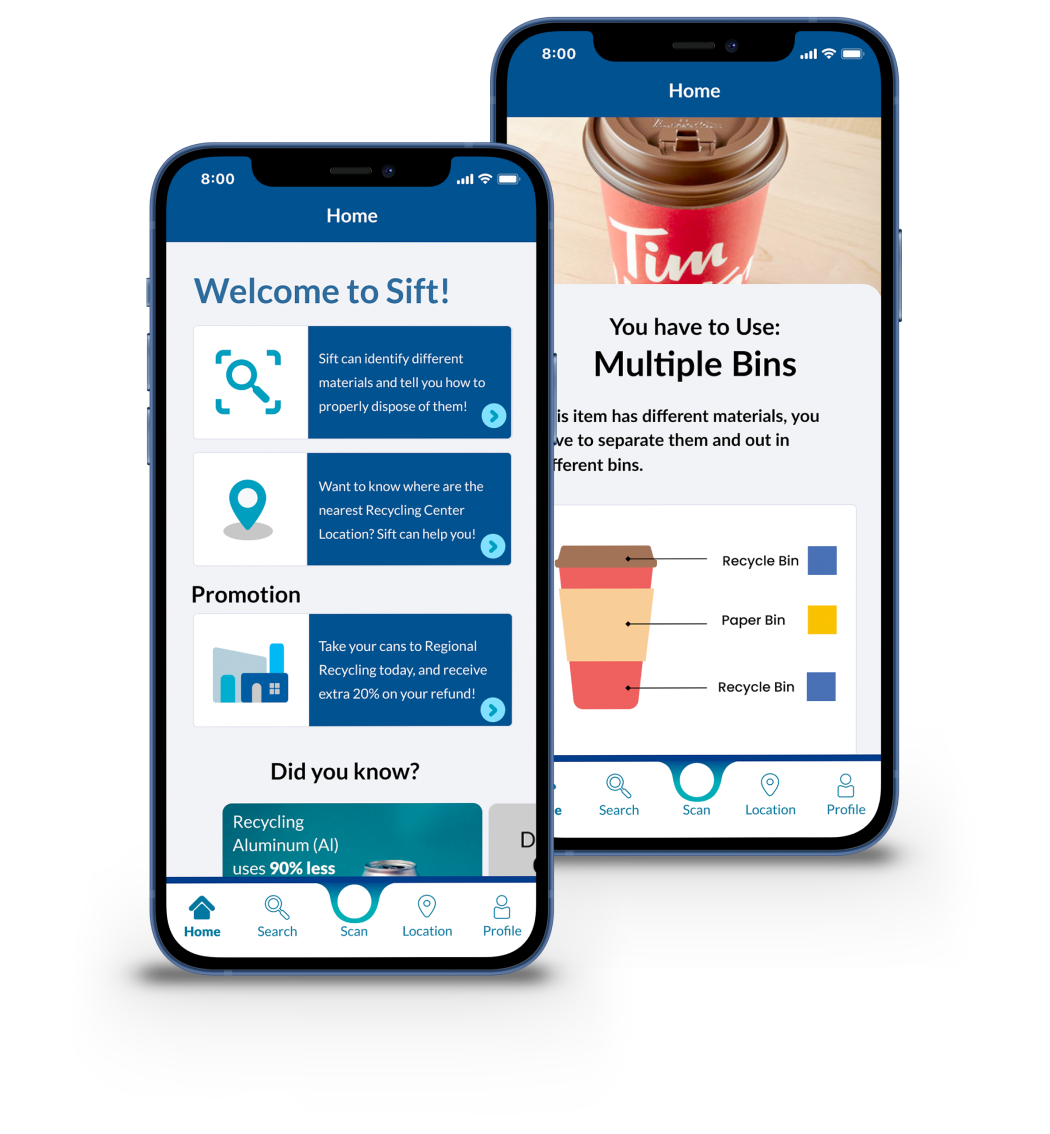 8:00
Home
Welcome to Sift!
Sift can identify different
materials and tell you how to
properly dispose of them!
Want to know where are the
nearest Recycling Center
Location? Sift can help you!
Promotion
Take your cans to Regional
Recycling today, and receive
extra 20% on your refund!
Did you know?
Recycling
Aluminum (Al)
uses 90% less
D
Home
Search
Scan
Location
Profile
8:00
Home
Tim
You have to Use:
Multiple Bins
is item has different materials, you
ve to separate them and out in
fferent bins.
Recycle Bin
Paper Bin
Recycle Bin
e
Search
Scan
Location
Profile